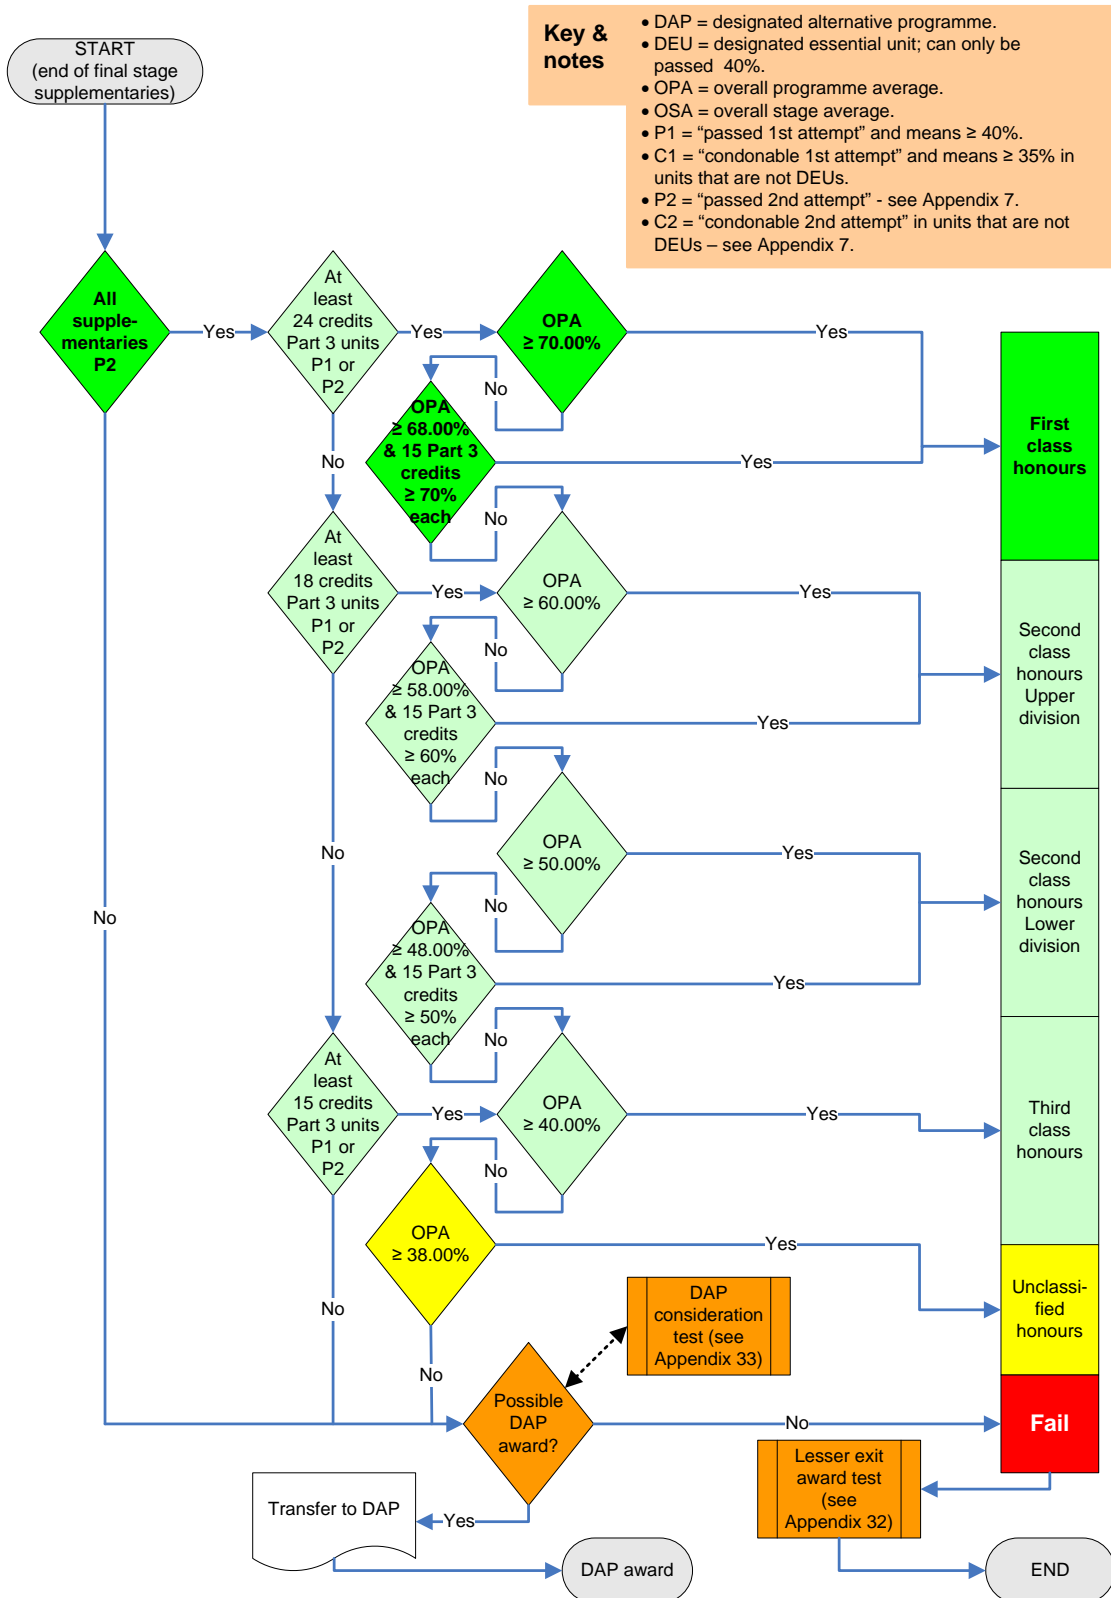 START
(end of final stage
supplementaries)
Key &
notes
• DAP = designated alternative programme.
• DEU = designated essential unit; can only be
passed  40%.
• OPA = overall programme average.
• OSA = overall stage average.
• P1 = “passed 1st attempt” and means ≥ 40%.
• C1 = “condonable 1st attempt” and means ≥ 35% in
units that are not DEUs.
• P2 = “passed 2nd attempt” - see Appendix 7.
• C2 = “condonable 2nd attempt” in units that are not
DEUs – see Appendix 7.
All
supple-
mentaries
P2
Yes
At
least
24 credits
Part 3 units
P1 or
P2
Yes
OPA
≥ 70.00%
Yes
No
OPA
≥ 68.00%
& 15 Part 3
credits
≥ 70%
each
Yes
First
class
honours
No
No
At
least
18 credits
Part 3 units
P1 or
P2
Yes
OPA
≥ 60.00%
Yes
No
OPA
≥ 58.00%
& 15 Part 3
credits
≥ 60%
each
Yes
Second
class
honours
Upper
division
No
No
OPA
≥ 50.00%
Yes
No
OPA
≥ 48.00%
& 15 Part 3
credits
≥ 50%
each
Yes
Second
class
honours
Lower
division
No
No
At
least
15 credits
Part 3 units
P1 or
P2
Yes
OPA
≥ 40.00%
Yes
Third
class
honours
No
OPA
≥ 38.00%
Yes
Unclassi-
fied
honours
No
No
DAP
consideration
test (see
Appendix 33)
Possible
DAP
award?
No
Fail
Yes
Transfer to DAP
DAP award
Lesser exit
award test
(see
Appendix 32)
END